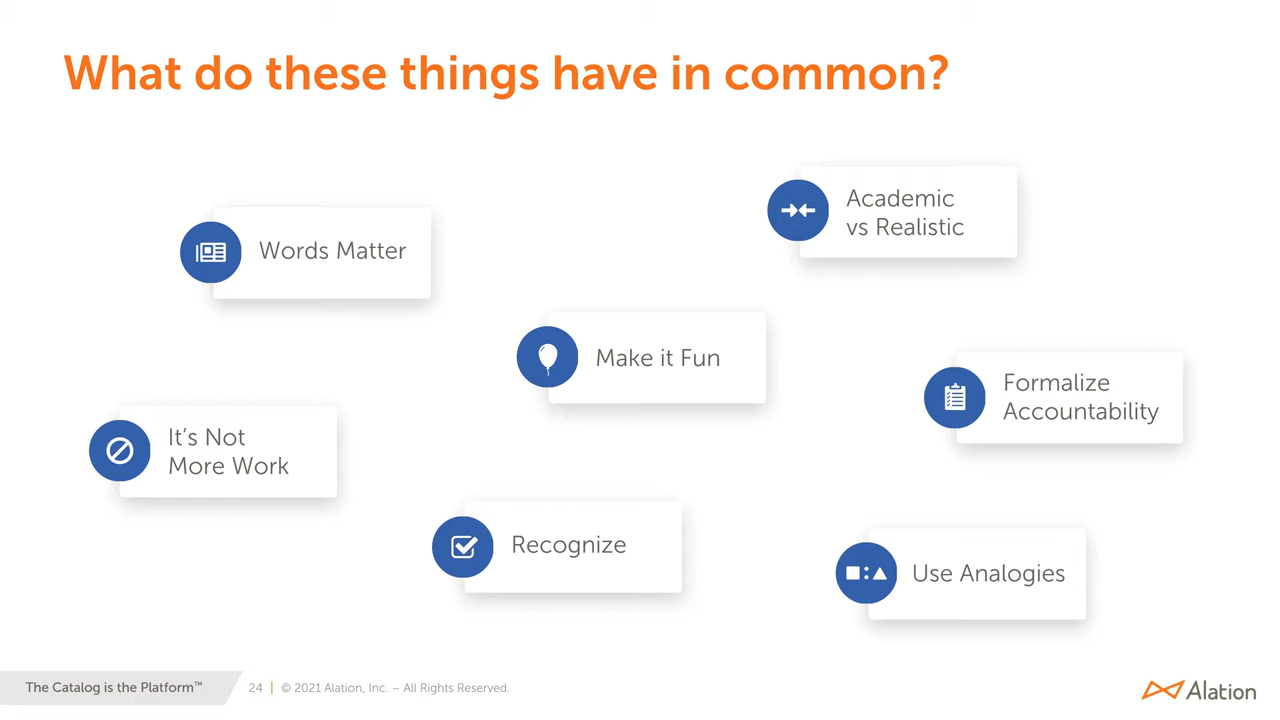 What do these things have in common?
Words Matter
Academic
vs Realistic
Make it Fun
Formalize
Accountability
It’s Not
More Work
Recognize
Use Analogies
The Catalog is the Platform™
24 | © 2021 Alation, Inc. – All Rights Reserved.
Alation